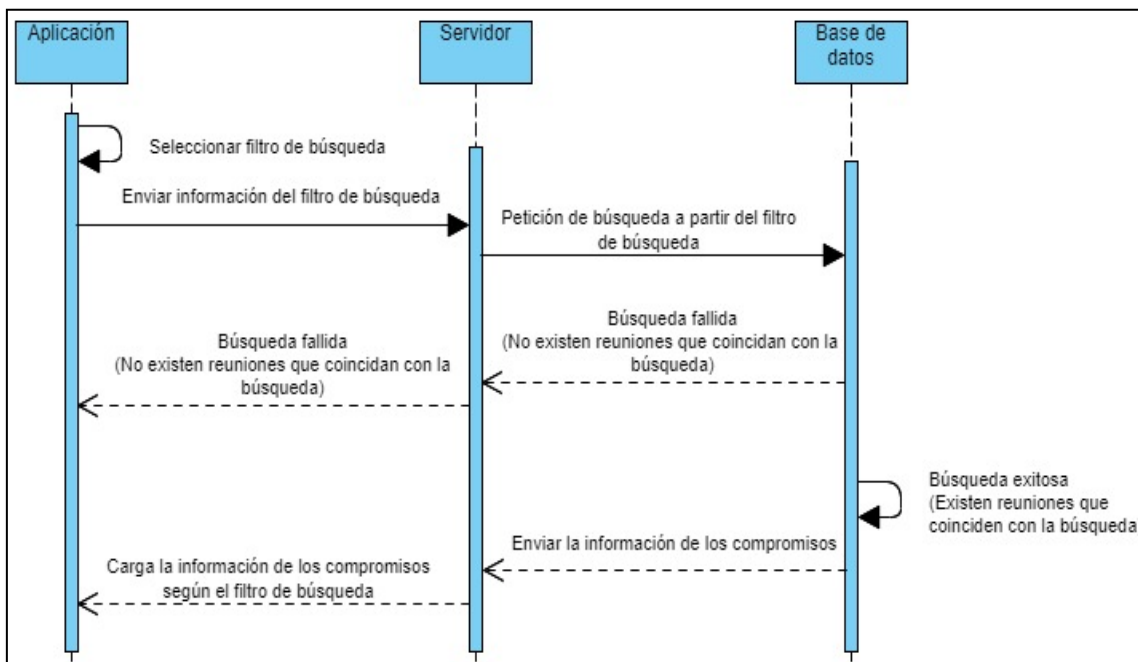 Aplicación
Servidor
Base de
datos
Seleccionar filtro de búsqueda
Enviar información del filtro de búsqueda
Petición de búsqueda a partir del filtro
de búsqueda
Búsqueda fallida
(No existen reuniones que coincidan con la
búsqueda)
Búsqueda fallida
(No existen reuniones que coincidan con la
búsqueda)
Búsqueda exitosa
(Existen reuniones que
coinciden con la búsqueda
Enviar la información de los compromisos
Carga la información de los compromisos
según el filtro de búsqueda